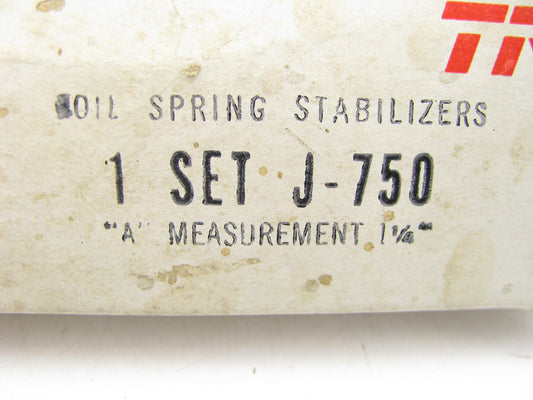 COIL SPRING STABILIZERS
1 SET J-750
"A" MEASUREMENT 1¼"